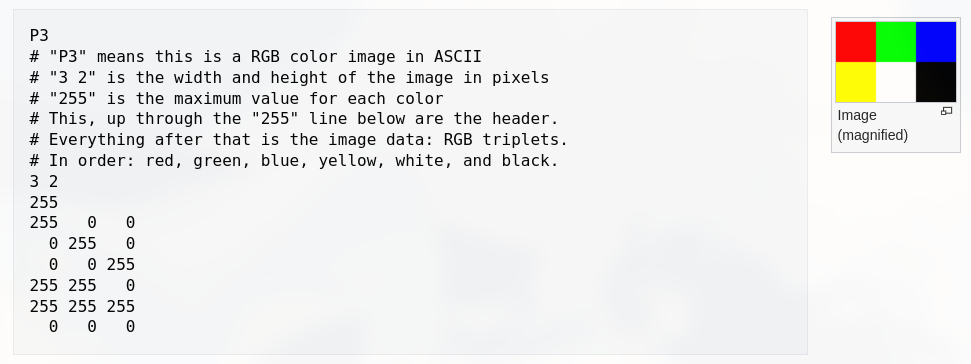 P3
# "P3" means this is a RGB color image in ASCII
# "3 2" is the width and height of the image in pixels
# "255" is the maximum value for each color
# This, up through the "255" line below are the header.
# Everything after that is the image data: RGB triplets.
# In order: red, green, blue, yellow, white, and black.
3 2
255
255   0   0
  0 255   0
  0   0 255
255 255   0
255 255 255
  0   0   0
Image
(magnified)